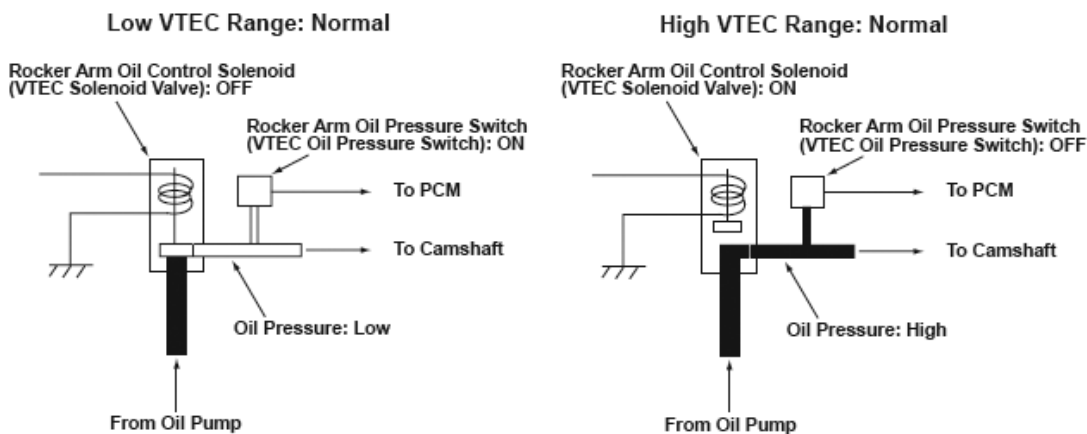 Low VTEC Range: Normal
Rocker Arm Oil Control Solenoid
(VTEC Solenoid Valve): OFF
Rocker Arm Oil Pressure Switch
(VTEC Oil Pressure Switch): ON
To PCM
To Camshaft
Oil Pressure: Low
From Oil Pump
High VTEC Range: Normal
Rocker Arm Oil Control Solenoid
(VTEC Solenoid Valve): ON
Rocker Arm Oil Pressure Switch
(VTEC Oil Pressure Switch): OFF
To PCM
To Camshaft
Oil Pressure: High
From Oil Pump